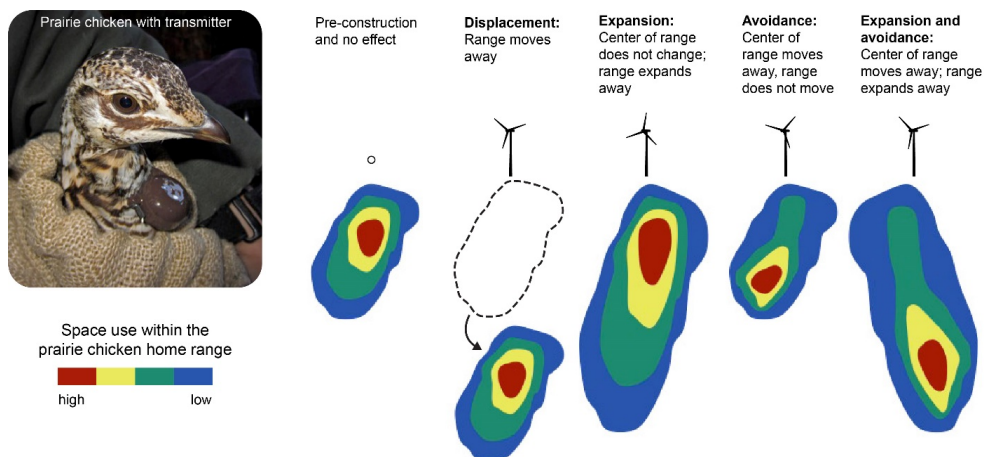 Prairie chicken with transmitter
Space use within the
prairie chicken home range
high
low
Pre-construction
and no effect
Displacement:
Range moves
away
Expansion:
Center of range
does not change;
range expands
away
Avoidance:
Center of
range moves
away, range
does not move
Expansion and
avoidance:
Center of range
moves away; range
expands away